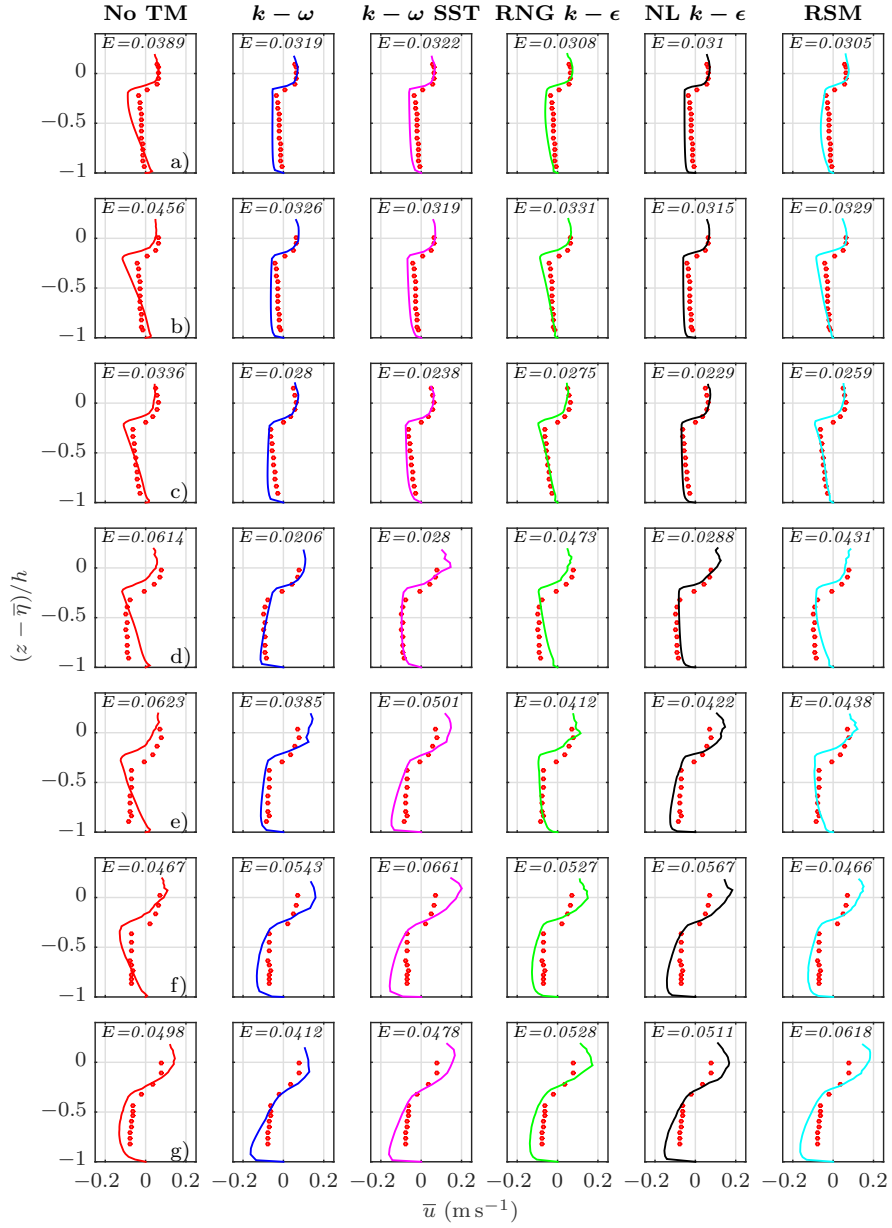 No TM k − ω k − ω SST RNG k − ϵ NL k − ϵ RSM
E=0.0389 E=0.0319 E=0.0322 E=0.0308 E=0.031 E=0.0305
0
−0.5
a)
−1
E=0.0456 E=0.0326 E=0.0319 E=0.0331 E=0.0315 E=0.0329
0
−0.5
b)
−1
E=0.0336 E=0.028 E=0.0238 E=0.0275 E=0.0229 E=0.0259
0
−0.5
c)
−1
E=0.0614 E=0.0206 E=0.028 E=0.0473 E=0.0288 E=0.0431
0
(z − η̅)/h
−0.5
d)
−1
E=0.0623 E=0.0385 E=0.0501 E=0.0412 E=0.0422 E=0.0438
0
−0.5
e)
−1
E=0.0467 E=0.0543 E=0.0661 E=0.0527 E=0.0567 E=0.0466
0
−0.5
f)
−1
E=0.0498 E=0.0412 E=0.0478 E=0.0528 E=0.0511 E=0.0618
0
−0.5
g)
−1
−0.2 0 0.2 −0.2 0 0.2 −0.2 0 0.2 −0.2 0 0.2 −0.2 0 0.2 −0.2 0 0.2
u̅ (m s⁻¹)